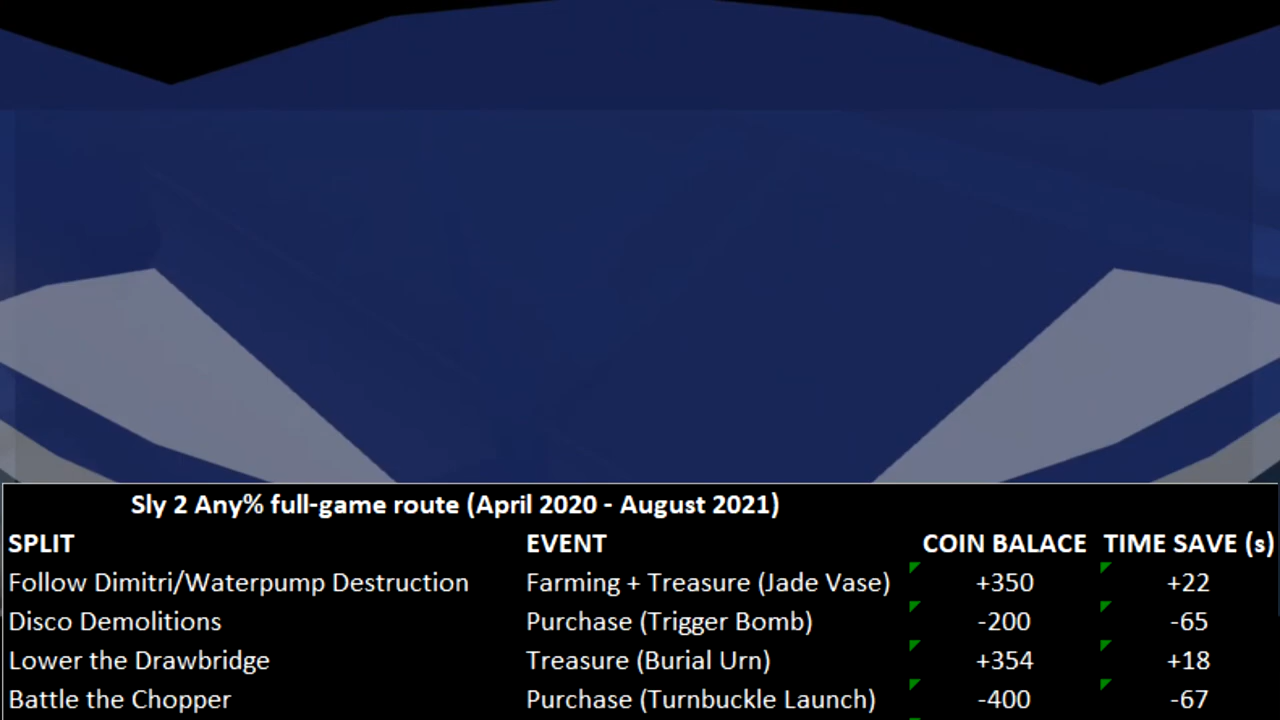 Sly 2 Any% full-game route (April 2020 - August 2021)
SPLIT EVENT COIN BALACE TIME SAVE (s)
Follow Dimitri/Waterpump Destruction Farming + Treasure (Jade Vase) +350 +22
Disco Demolitions Purchase (Trigger Bomb) -200 -65
Lower the Drawbridge Treasure (Burial Urn) +354 +18
Battle the Chopper Purchase (Turnbuckle Launch) -400 -67